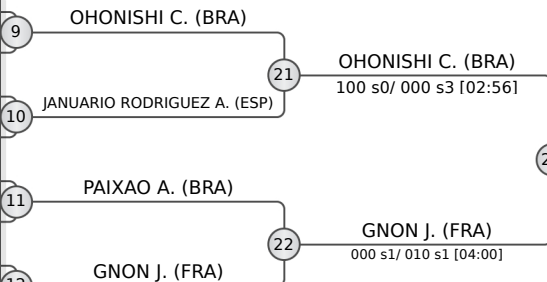 OHONISHI C. (BRA)
9
21
OHONISHI C. (BRA)
100 s0/ 000 s3 [02:56]
JANUARIO RODRIGUEZ A. (ESP)
10
PAIXAO A. (BRA)
11
22
GNON J. (FRA)
000 s1/ 010 s1 [04:00]
GNON J. (FRA)